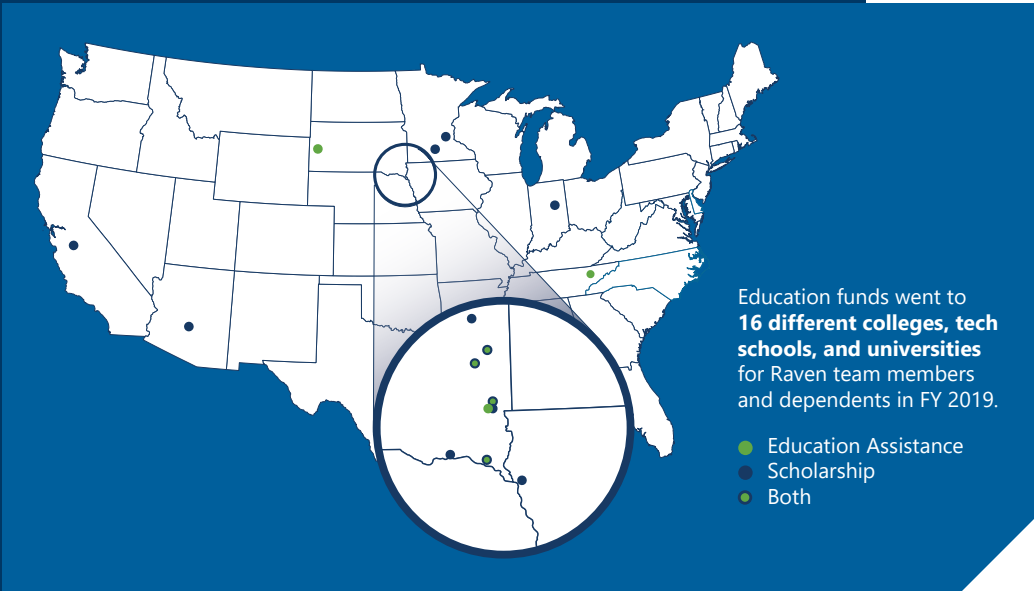 Education funds went to
16 different colleges, tech
schools, and universities
for Raven team members
and dependents in FY 2019.
Education Assistance
Scholarship
Both